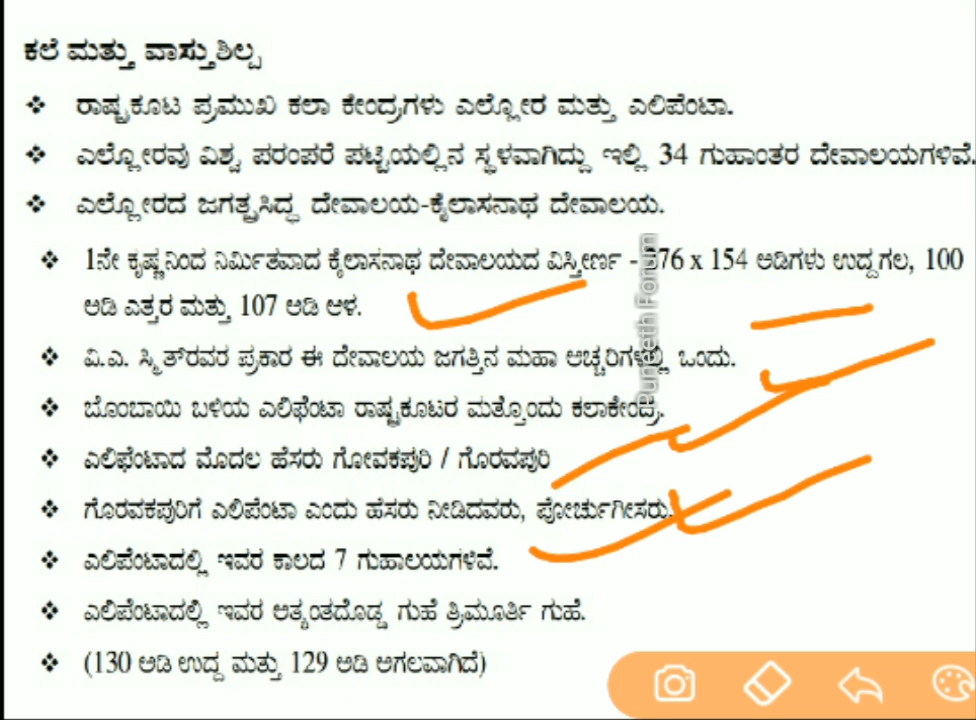 ಕಲೆ ಮತ್ತು ವಾಸ್ತುಶಿಲ್ಪ
❖ ರಾಷ್ಟ್ರಕೂಟ ಪ್ರಮುಖ ಕಲಾ ಕೇಂದ್ರಗಳು ಎಲ್ಲೋರ ಮತ್ತು ಎಲಿಪೆಂಟಾ.
❖ ಎಲ್ಲೋರವು ವಿಶ್ವ ಪರಂಪರೆ ಪಟ್ಟಿಯಲ್ಲಿನ ಸ್ಥಳವಾಗಿದ್ದು ಇಲ್ಲಿ 34 ಗುಹಾಂತರ ದೇವಾಲಯಗಳಿವೆ.
❖ ಎಲ್ಲೋರದ ಜಗತ್ಪ್ರಸಿದ್ಧ ದೇವಾಲಯ-ಕೈಲಾಸನಾಥ ದೇವಾಲಯ.
❖ 1ನೇ ಕೃಷ್ಣನಿಂದ ನಿರ್ಮಿತವಾದ ಕೈಲಾಸನಾಥ ದೇವಾಲಯದ ವಿಸ್ತೀರ್ಣ - 276 x 154 ಅಡಿಗಳು ಉದ್ದಗಲ, 100
ಅಡಿ ಎತ್ತರ ಮತ್ತು 107 ಅಡಿ ಆಳ.
❖ ವಿ.ಎ. ಸ್ಮಿತ್‌ರವರ ಪ್ರಕಾರ ಈ ದೇವಾಲಯ ಜಗತ್ತಿನ ಮಹಾ ಅಚ್ಚರಿಗಳಲ್ಲಿ ಒಂದು.
❖ ಬೊಂಬಾಯಿ ಬಳಿಯ ಎಲಿಫೆಂಟಾ ರಾಷ್ಟ್ರಕೂಟರ ಮತ್ತೊಂದು ಕಲಾಕೇಂದ್ರ.
❖ ಎಲಿಫೆಂಟಾದ ಮೊದಲ ಹೆಸರು ಗೋವಕಪುರಿ / ಗೊರವಪುರಿ
❖ ಗೊರವಕಪುರಿಗೆ ಎಲಿಪೆಂಟಾ ಎಂದು ಹೆಸರು ನೀಡಿದವರು, ಪೋರ್ಚುಗೀಸರು.
❖ ಎಲಿಪೆಂಟಾದಲ್ಲಿ ಇವರ ಕಾಲದ 7 ಗುಹಾಲಯಗಳಿವೆ.
❖ ಎಲಿಪೆಂಟಾದಲ್ಲಿ ಇವರ ಅತ್ಯಂತದೊಡ್ಡ ಗುಹೆ ತ್ರಿಮೂರ್ತಿ ಗುಹೆ.
❖ (130 ಅಡಿ ಉದ್ದ ಮತ್ತು 129 ಅಡಿ ಅಗಲವಾಗಿದೆ)
Puneeth Forum